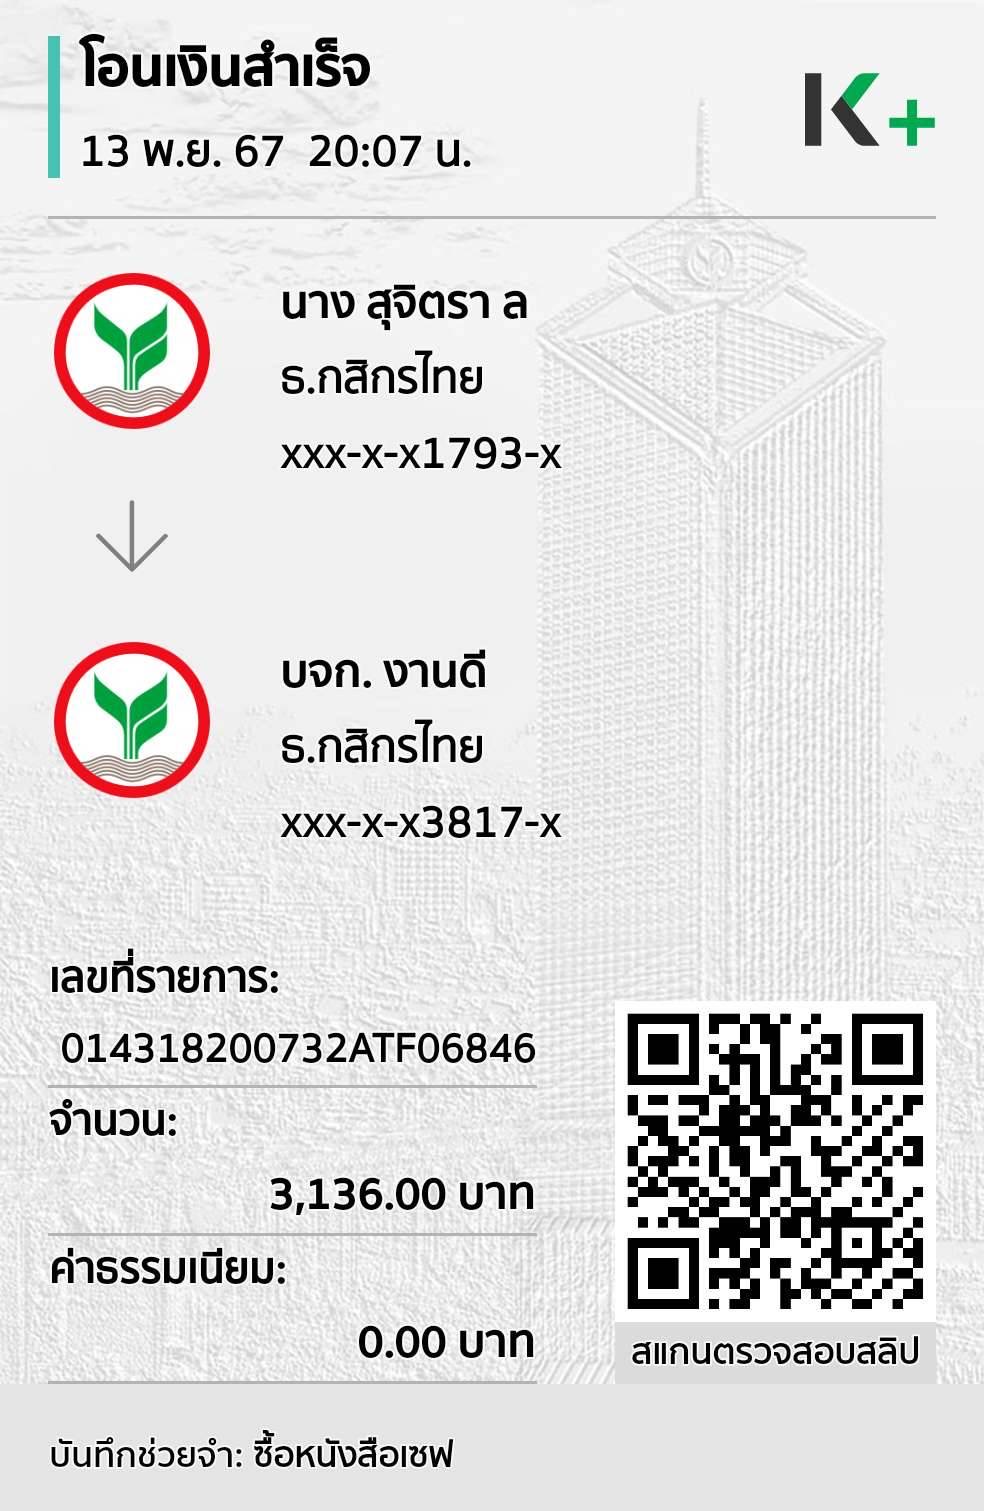 โอนเงินสำเร็จ
13 พ.ย. 67 20:07 น.
K+
นาง สุจิตรา ล
ธ.กสิกรไทย
xxx-x-x1793-x
บจก. งานดี
ธ.กสิกรไทย
xxx-x-x3817-x
เลขที่รายการ:
014318200732ATF06846
จำนวน:
3,136.00 บาท
ค่าธรรมเนียม:
0.00 บาท
สแกนตรวจสอบสลิป
บันทึกช่วยจำ: ซื้อหนังสือเซฟ